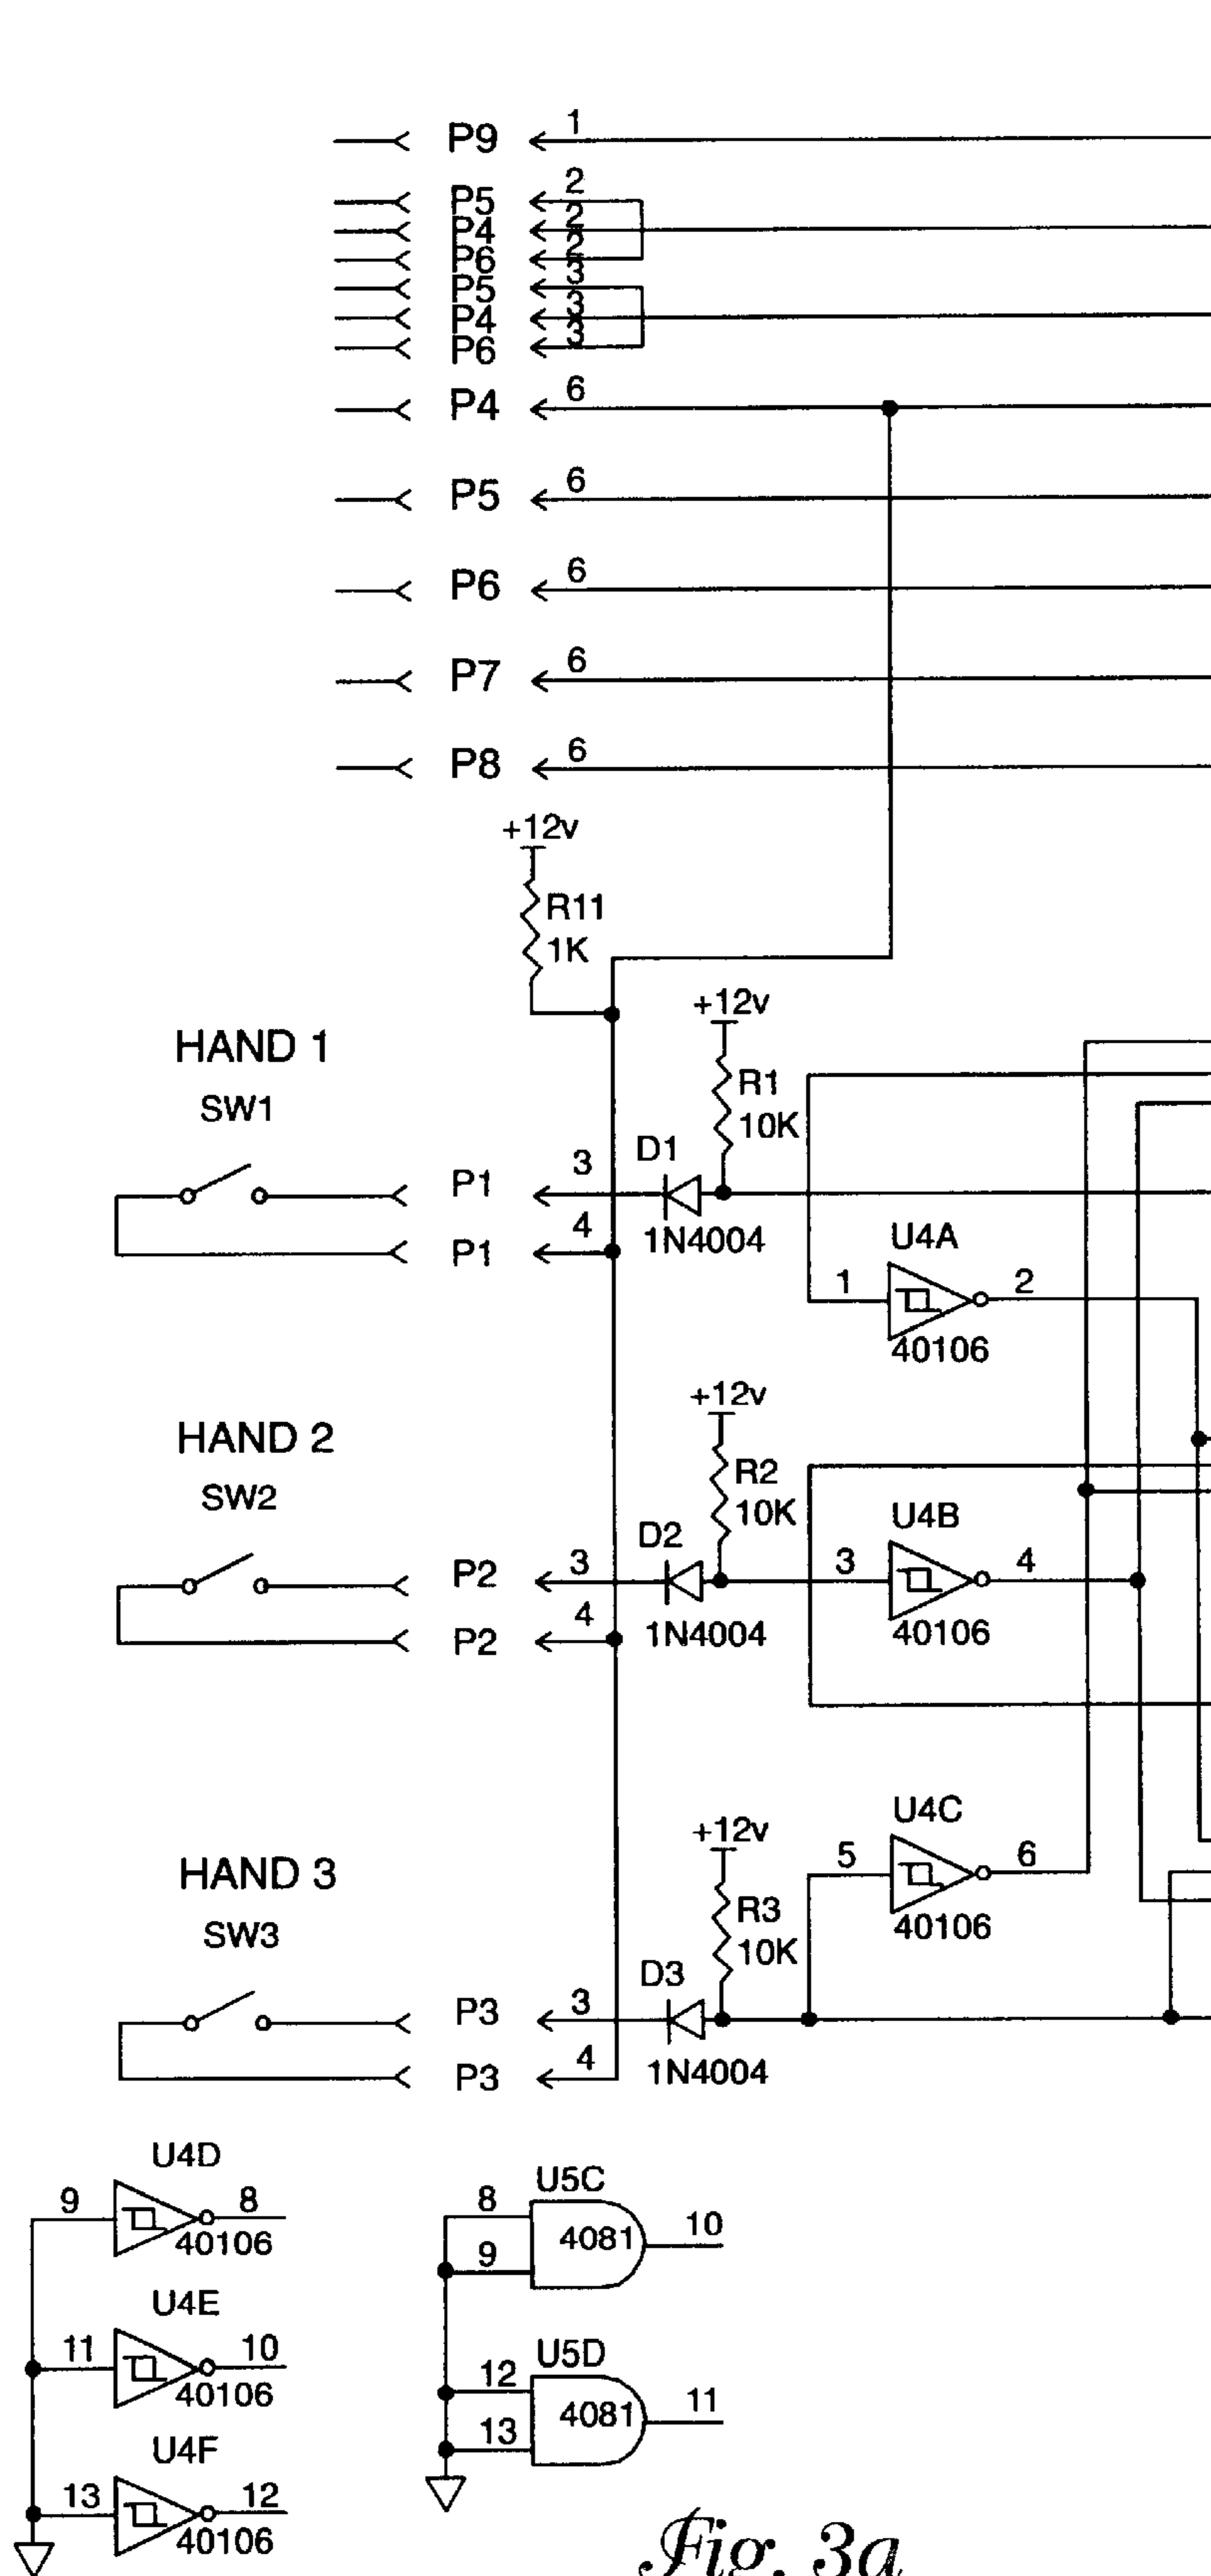 P9 1
P5 2
P4 2
P6 2
P5 3
P4 3
P6 3
P4 6
P5 6
P6 6
P7 6
P8 6
+12v
R11
1K
+12v
HAND 1
R1
SW1
10K
D1
P1 3
1N4004
P1 4
U4A
1 2
40106
+12v
HAND 2
R2
SW2
10K
U4B
D2
P2 3
3 4
1N4004
40106
P2 4
U4C
+12v
5 6
HAND 3
R3
40106
SW3
10K
D3
P3 3
1N4004
P3 4
U4D
U5C
9 8
8
10
40106
4081
9
U4E
11 10
U5D
40106
12
11
4081
13
U4F
13 12
40106
Fig. 3a